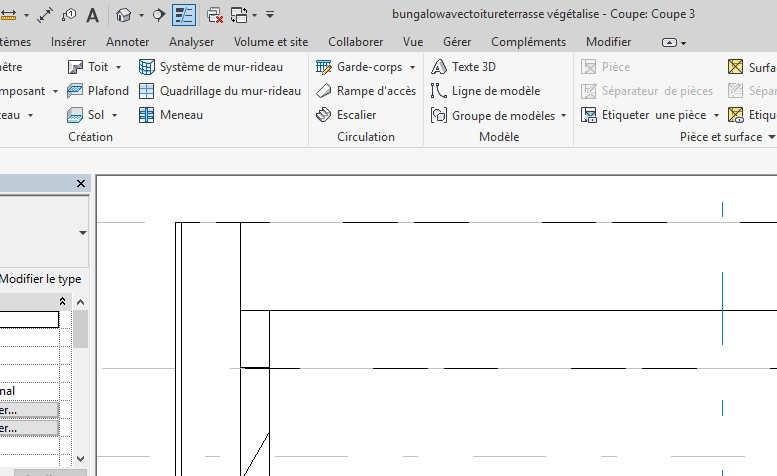 A
bungalowavectoitureterrasse végétalise - Coupe: Coupe 3
tèmes Insérer Annoter Analyser Volume et site Collaborer Vue Gérer Compléments Modifier
nêtre Toit Système de mur-rideau Garde-corps Texte 3D Pièce Surfa
mposant Plafond Quadrillage du mur-rideau Rampe d'accès Ligne de modèle Séparateur de pièces Sépar
eau Sol Meneau Escalier Groupe de modèles Etiqueter une pièce Etique
Création Circulation Modèle Pièce et surface
Modifier le type
nal
er...
er...